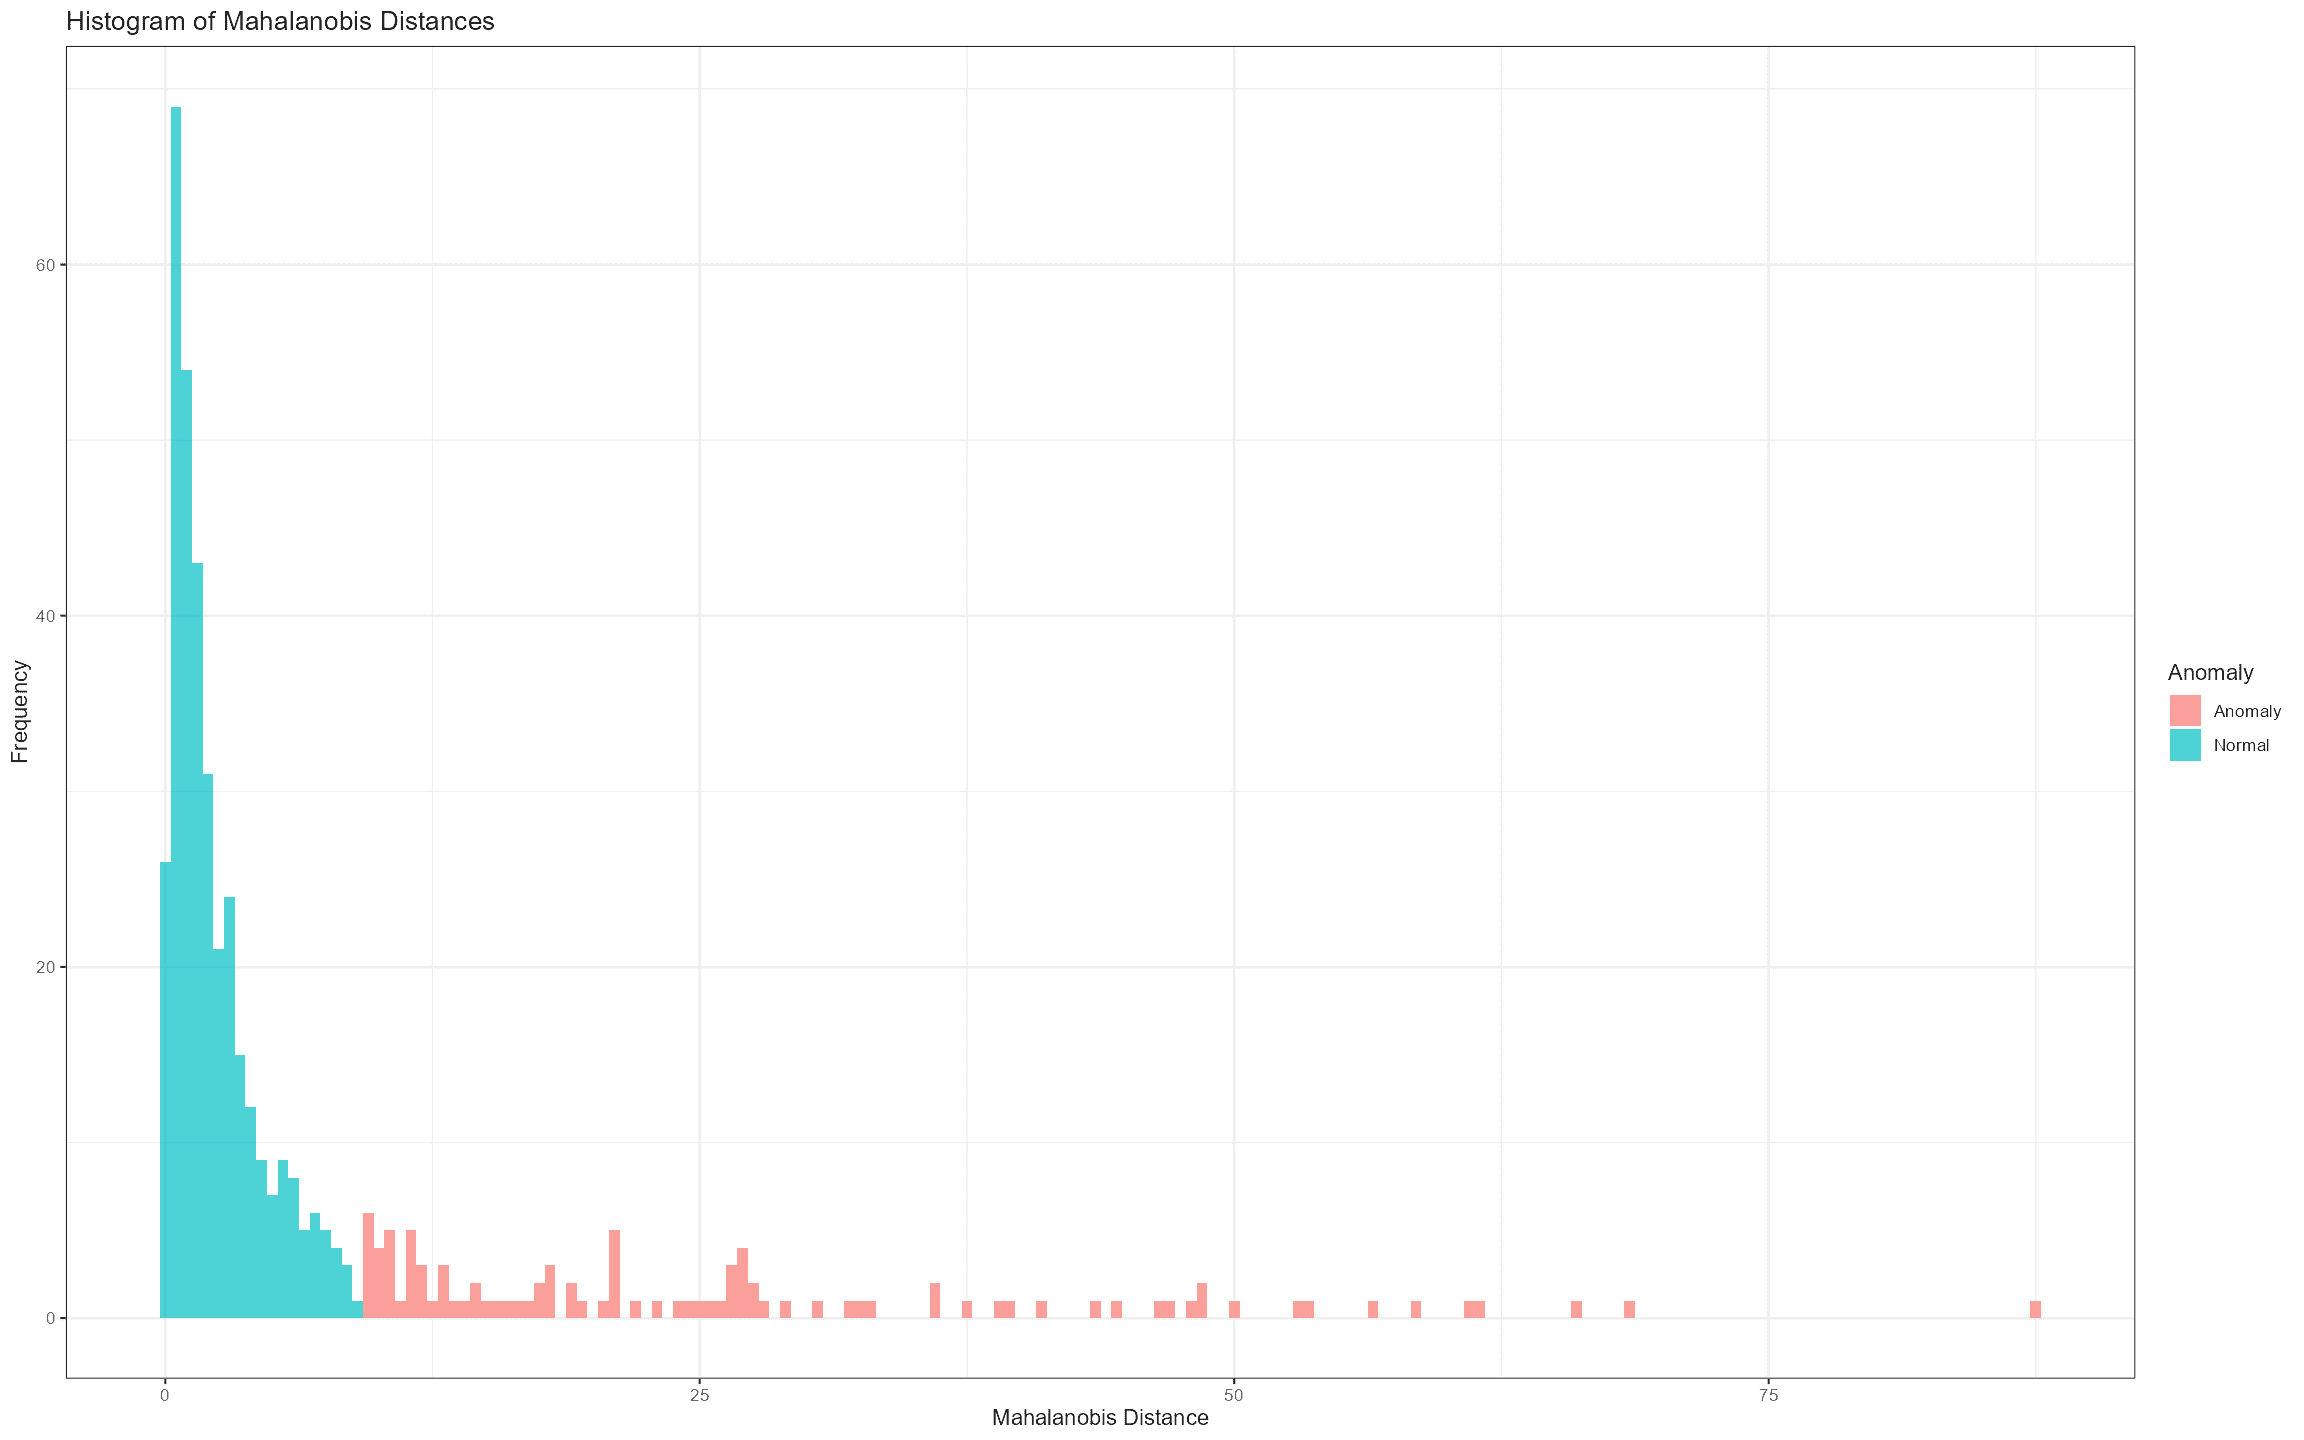 Histogram of Mahalanobis Distances
60
40
20
0
Frequency
0 25 50 75
Mahalanobis Distance
Anomaly
Anomaly
Normal